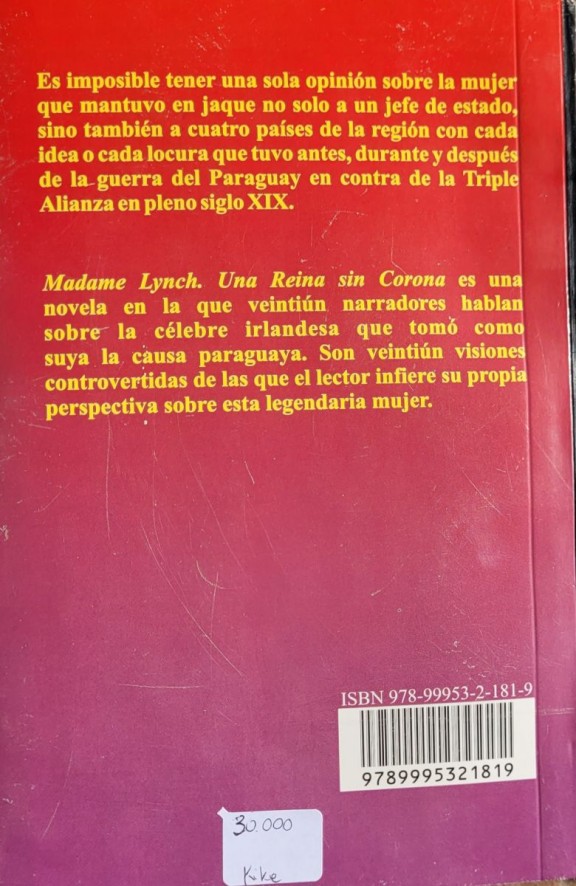 Es imposible tener una sola opinión sobre la mujer
que mantuvo en jaque no solo a un jefe de estado,
sino también a cuatro países de la región con cada
idea o cada locura que tuvo antes, durante y después
de la guerra del Paraguay en contra de la Triple
Alianza en pleno siglo XIX.
Madame Lynch. Una Reina sin Corona es una
novela en la que veintiún narradores hablan
sobre la célebre irlandesa que tomó como
suya la causa paraguaya. Son veintiún visiones
controvertidas de las que el lector infiere su propia
perspectiva sobre esta legendaria mujer.
ISBN 978-99953-2-181-9
9789995321819
30.000
Kike